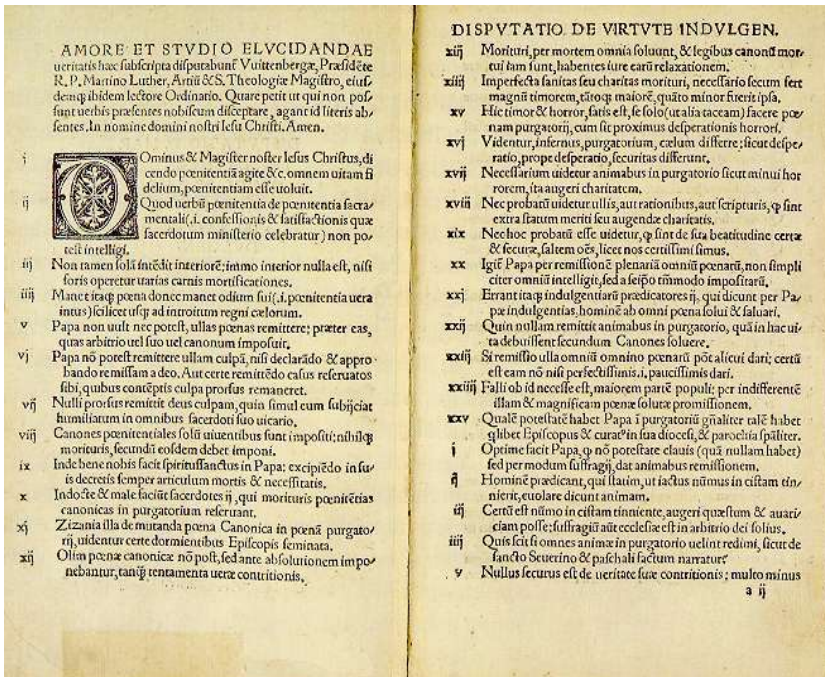 AMORE ET STVDIO ELVCIDANDAE
ueritatis hæc subscripta disputabunt̃ Vuittenbergæ, Præsidẽte
R.P. Martino Luther, Artiũ & S. Theologiæ Magistro, eius/
demq̃ ibidem lectore Ordinario. Quare petit ut qui non pos/
sunt uerbis præsentes nobiscum disceptare, agant id literis ab/
sentes. In nomine domini nostri Iesu Christi. Amen.
i DOminus & Magister noster Iesus Christus, di
cendo pœnitentiã agite &c. omnem uitam fi
delium, pœnitentiam esse uoluit.
ij Quod uerbũ pœnitentia de pœnitentia sacra/
mentali (.i. confessionis & satisfactionis quæ
sacerdotum ministerio celebratur) non po/
test intelligi.
iij Non tamen solã intẽdit interiorẽ: immo interior nulla est, nisi
foris operetur uarias carnis mortificationes.
iiij Manet itaq̃ pœna donec manet odium sui (.i. pœnitentia uera
intus) scilicet usq̃ ad introitum regni cælorum.
v Papa non uult nec potest, ullas pœnas remittere: præter eas,
quas arbitrio uel suo uel canonum imposuit.
vj Papa nõ potest remittere ullam culpã, nisi declarãdo & appro/
bando remissam a deo. Aut certe remittẽdo casus reseruatos
sibi, quibus contẽptis culpa prorsus remaneret.
vij Nulli prorsus remittit deus culpam, quin simul eum subijciat
humiliatum in omnibus sacerdoti suo uicario.
viij Canones pœnitentiales solũ uiuentibus sunt impositi: nihilq̃
morituris, secundũ eosdem debet imponi.
ix Inde bene nobis facit spiritussanctus in Papa: excipiẽdo in su/
is decretis semper articulum mortis & necessitatis.
x Indocte & male faciũt sacerdotes ij, qui morituris pœnitẽtias
canonicas in purgatorium reseruant.
xj Zizania illa de mutanda pœna Canonica in pœnã purgato/
rij, uidentur certe dormientibus Episcopis seminata.
xij Olim pœnæ canonicæ nõ post, sed ante absolutionem impo/
nebantur, tanq̃ tentamenta ueræ contritionis.
DISPVTATIO DE VIRTVTE INDVLGEN.
xiij Morituri, per mortem omnia soluunt, & legibus canonũ mor/
tui iam sunt, habentes iure earũ relaxationem.
xiiij Imperfecta sanitas seu charitas morituri, necessario secum fert
magnũ timorem, tãtoq̃ maiorẽ, quãto minor fuerit ipsa.
xv Hic timor & horror, satis est, se solo (ut alia taceam) facere pœ/
nam purgatorij, cum sit proximus desperationis horrori.
xvj Videntur, infernus, purgatorium, cælum differre: sicut despe/
ratio, prope desperatio, securitas differunt.
xvij Necessarium uidetur animabus in purgatorio sicut minui hor
rorem, ita augeri charitatem.
xviij Nec probatũ uidetur ullis, aut rationibus, aut scripturis, ꝙ sint
extra statum meriti seu augendæ charitatis.
xix Nec hoc probatũ esse uidetur, ꝙ sint de sua beatitudine certæ
& securæ, saltem oẽs, licet nos certissimi simus.
xx Igit̃ Papa per remissionẽ plenariã omniũ pœnarũ, non simpli
citer omniũ intelligit, sed a seipo tm̃modo impositarũ.
xxj Errant itaq̃ indulgentiarũ prædicatores ij, qui dicunt per Pa/
pæ indulgentias, hominẽ ab omni pœna solui & saluari.
xxij Quin nullam remittit animabus in purgatorio, quã in hac ui/
ta debuissent secundum Canones soluere.
xxiij Si remissio ulla omniũ omnino pœnarũ põt alicui dari; certũ
est eam nõ nisi perfectissimis .i. paucissimis dari.
xxiiij Falli ob id necesse est, maiorem partẽ populi: per indifferentẽ
illam & magnificam pœnæ solutæ promissionem.
xxv Qualẽ potestatẽ habet Papa ĩ purgatoriũ gñaliter talẽ habet
q̃libet Episcopus & curat9 in sua diocesi, & parochia spãliter.
i Optime facit Papa, ꝙ nõ potestate clauis (quã nullam habet)
sed per modum suffragij, dat animabus remissionem.
ij Hominẽ prædicant, qui statim, ut iactus nũmus in cistam tin/
nierit, euolare dicunt animam.
iij Certũ est nũmo in cistam tinniente, augeri quæstum & auari/
ciam posse: suffragiũ aũt ecclesiæ est in arbitrio dei solius.
iiij Quis scit si omnes animæ in purgatorio uelint redimi, sicut de
sancto Seuerino & paschali factum narratur?
v Nullus securus est de ueritate suæ contritionis; multo minus
a ij